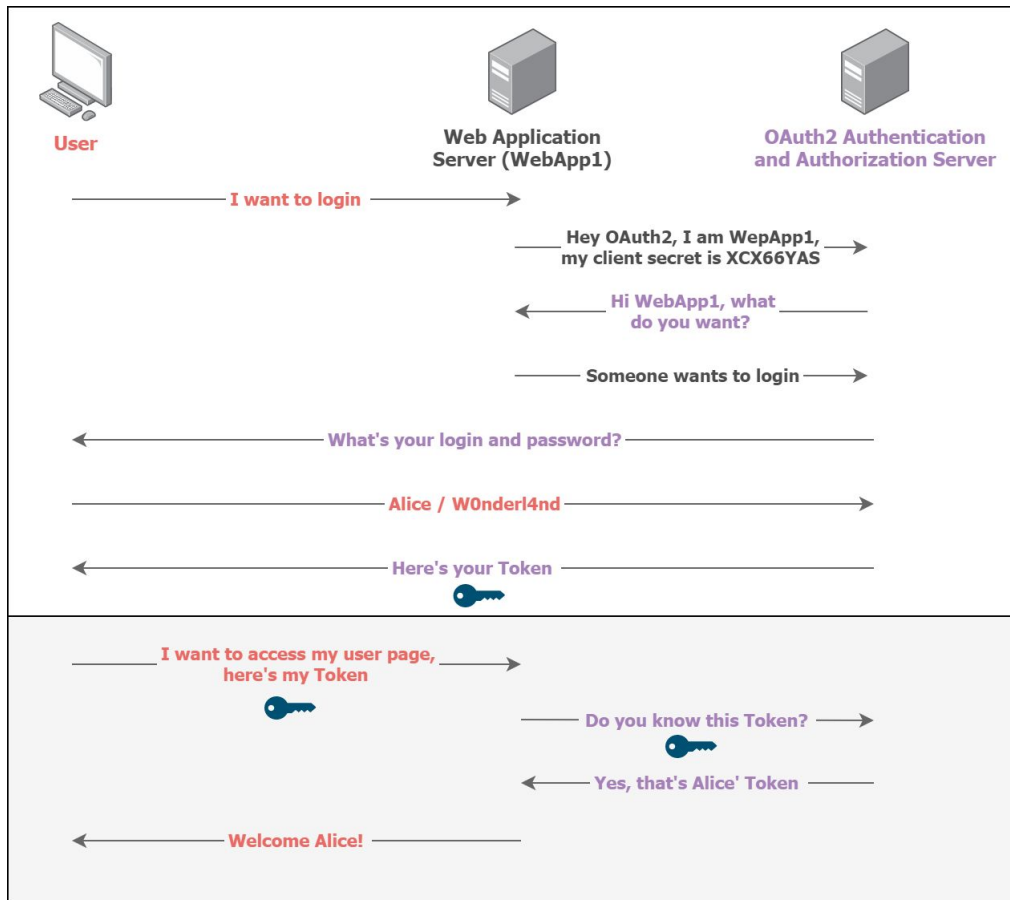 User
Web Application
Server (WebApp1)
OAuth2 Authentication
and Authorization Server
I want to login
Hey OAuth2, I am WepApp1,
my client secret is XCX66YAS
Hi WebApp1, what
do you want?
Someone wants to login
What's your login and password?
Alice / W0nderl4nd
Here's your Token
I want to access my user page,
here's my Token
Do you know this Token?
Yes, that's Alice' Token
Welcome Alice!